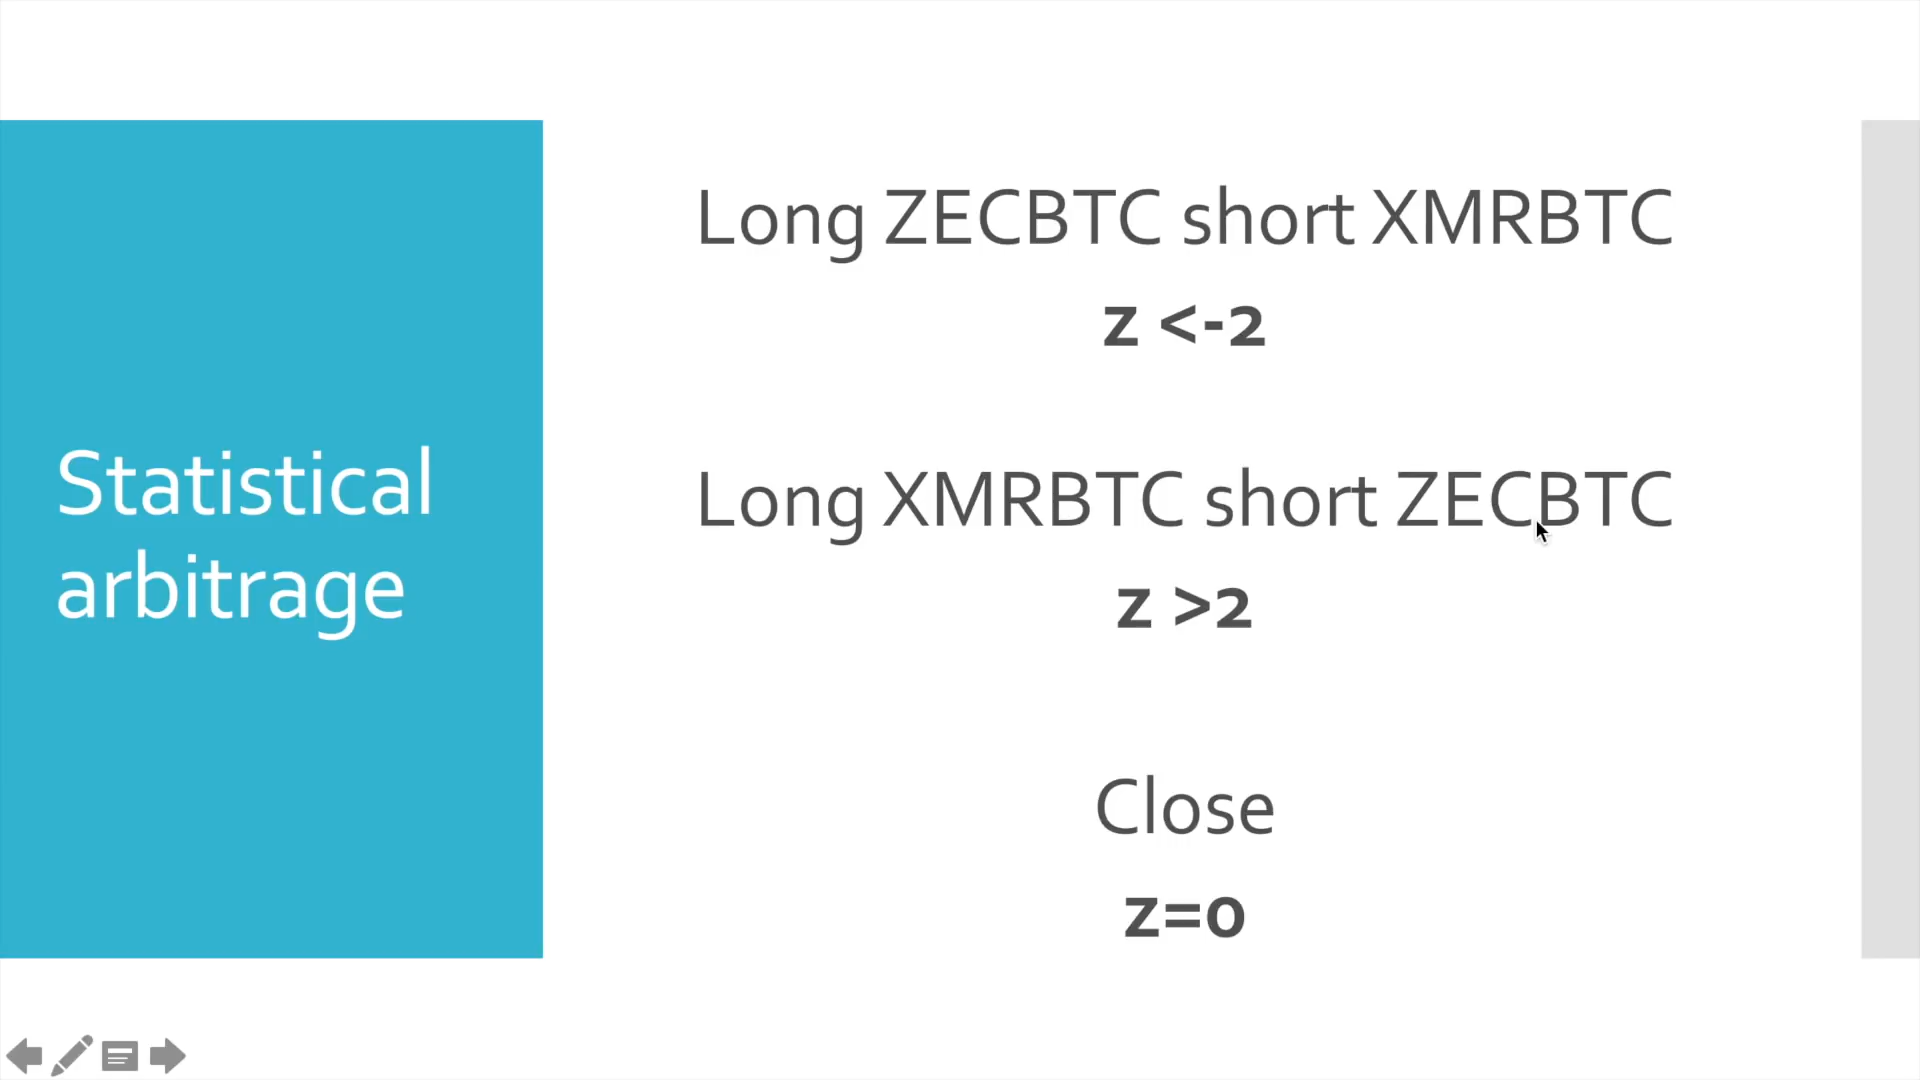 Statistical
arbitrage
Long ZECBTC short XMRBTC
z <-2
Long XMRBTC short ZECBTC
z >2
Close
z=0